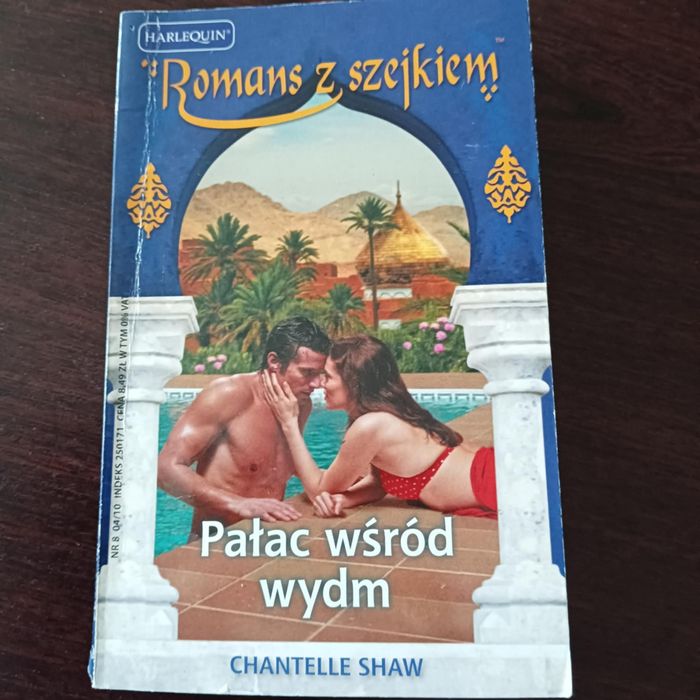 HARLEQUIN®
Romans z szejkiem™
NR 8 04/10 INDEKS 250171 CENA 8,49 ZŁ W TYM 0% VAT
Pałac wśród
wydm
CHANTELLE SHAW